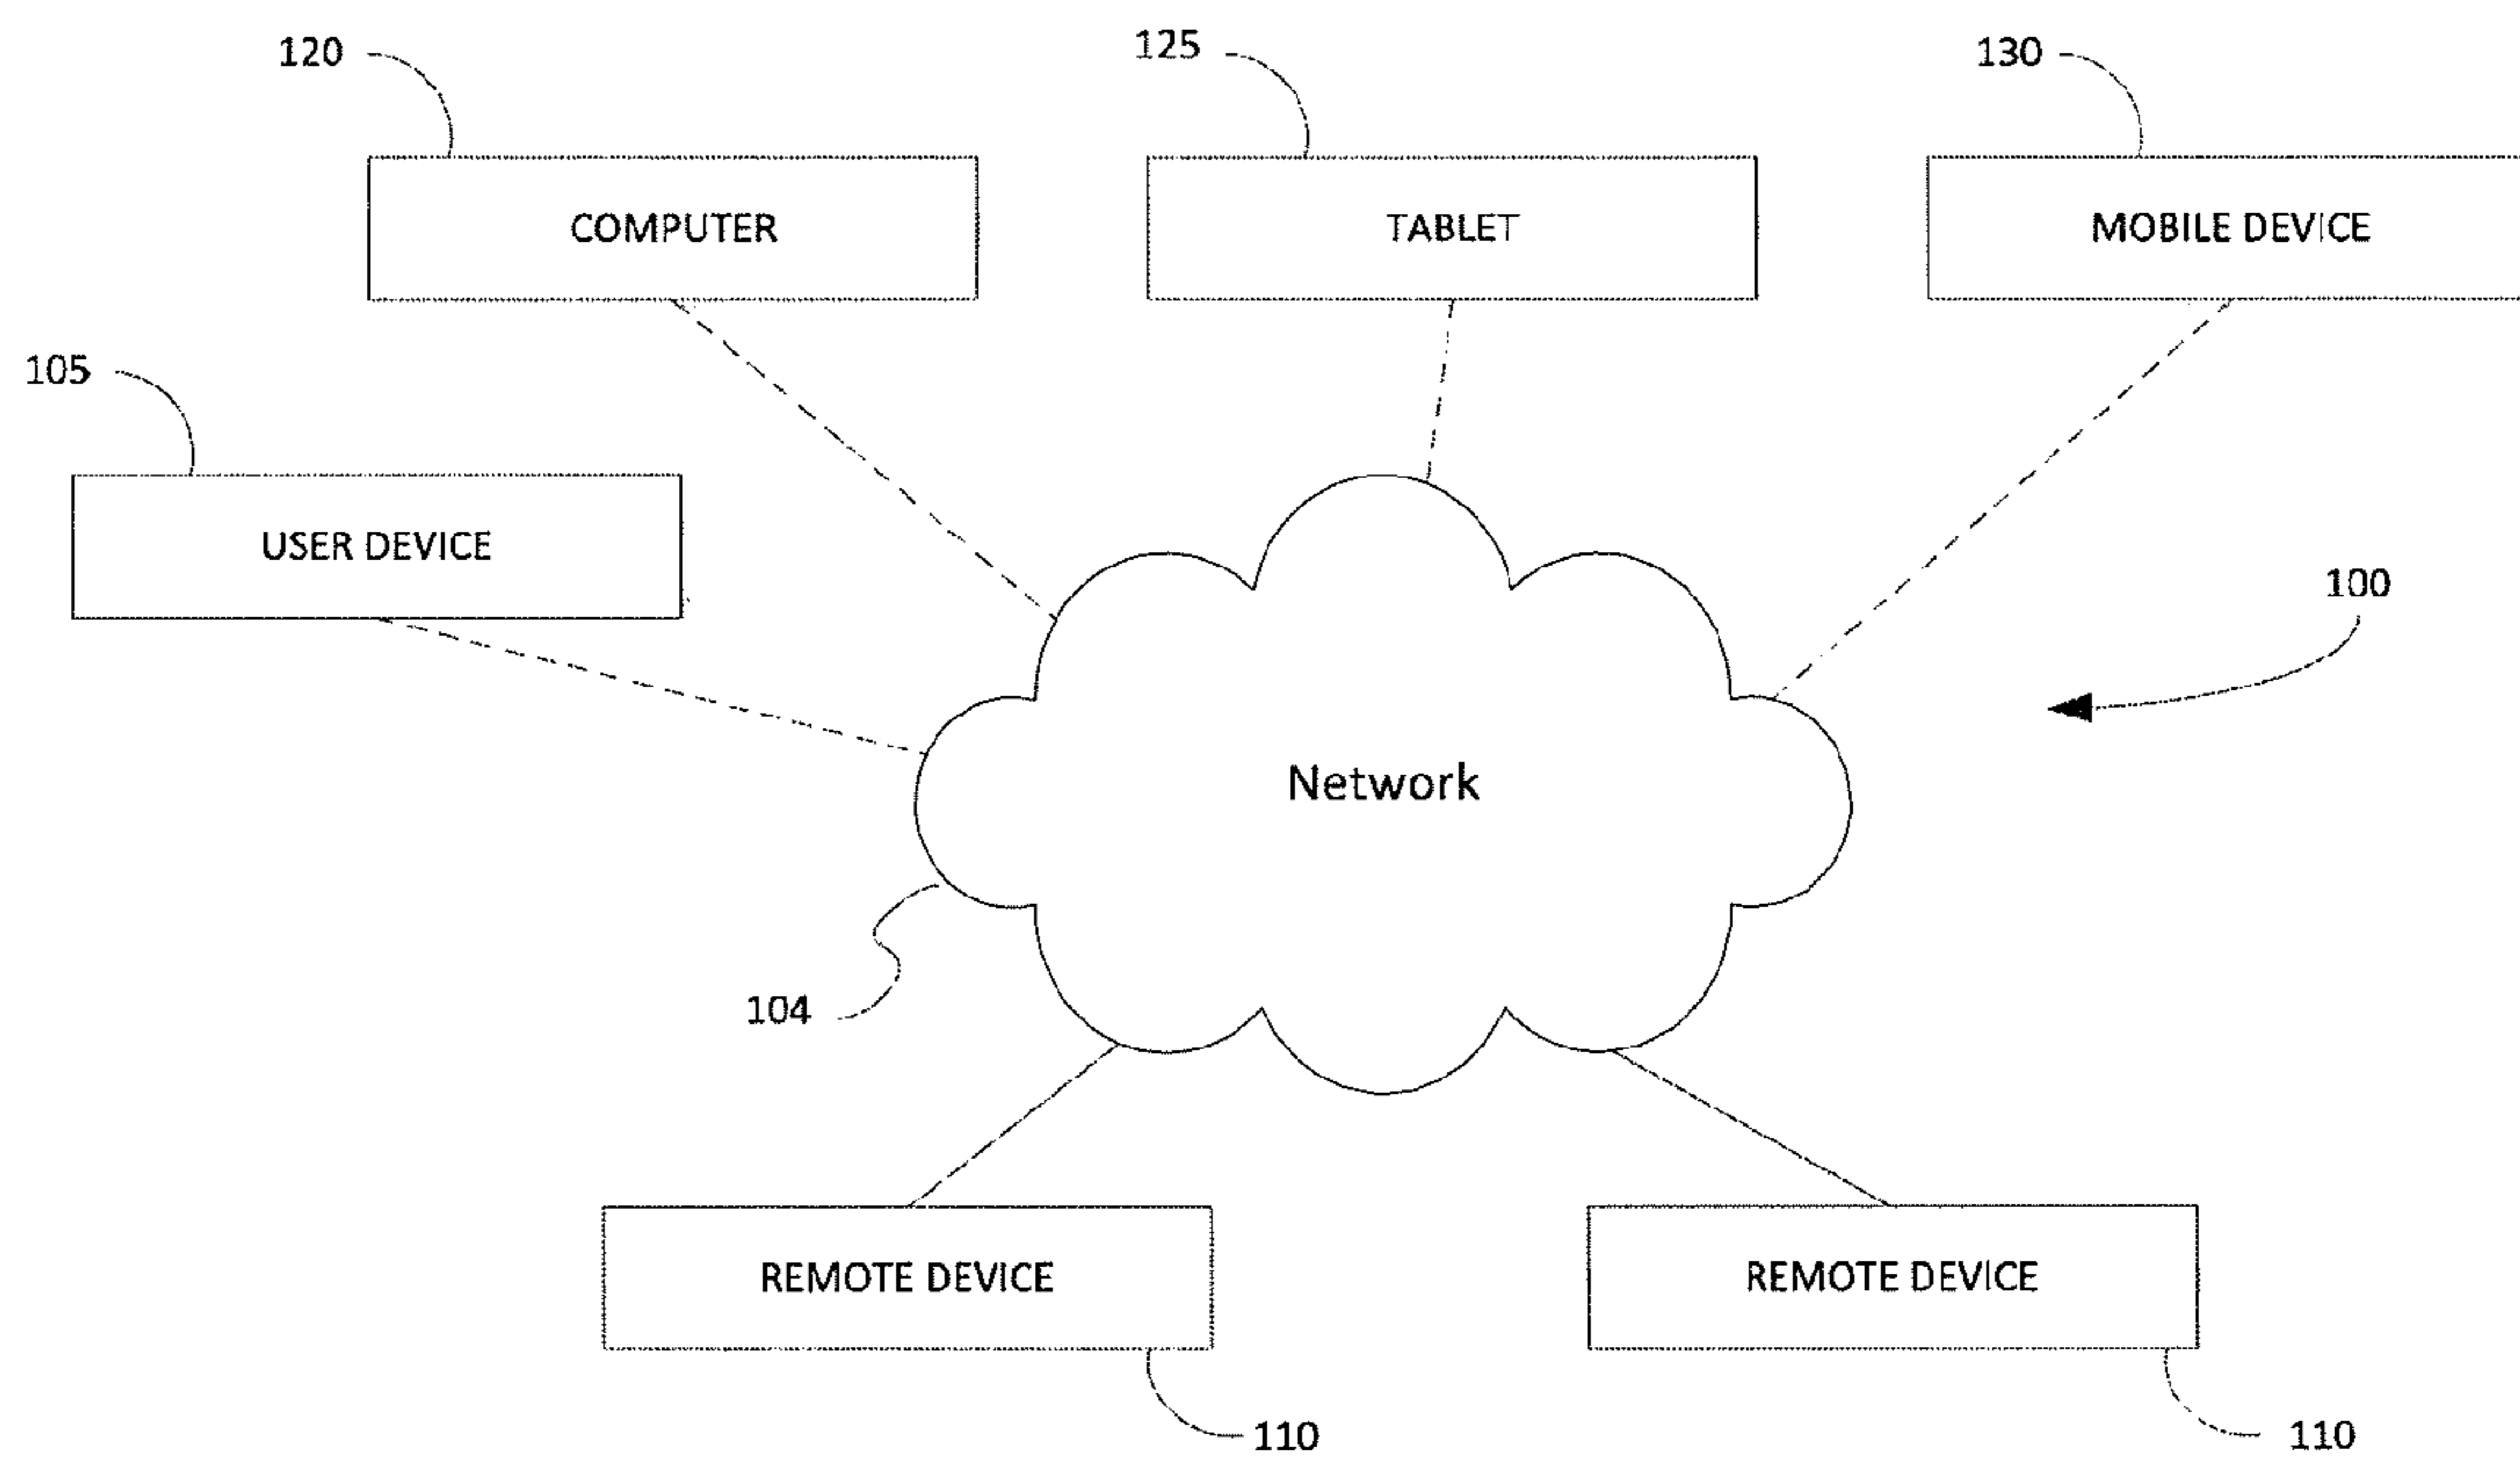 120
125
130
COMPUTER
TABLET
MOBILE DEVICE
105
USER DEVICE
100
Network
104
REMOTE DEVICE
REMOTE DEVICE
110
110